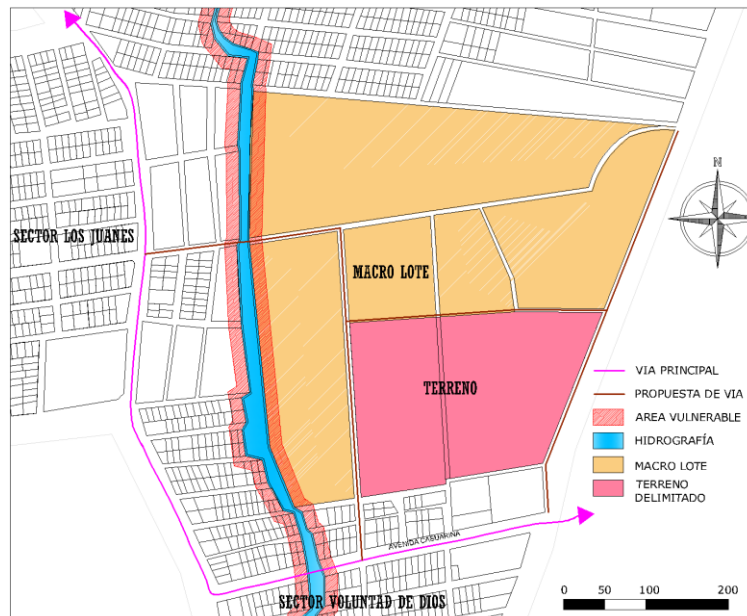 N
SECTOR LOS JUANES
MACRO LOTE
TERRENO
VIA PRINCIPAL
PROPUESTA DE VIA
AREA VULNERABLE
HIDROGRAFÍA
MACRO LOTE
TERRENO
DELIMITADO
AVENIDA CASUARINA
SECTOR VOLUNTAD DE DIOS
0 50 100 200